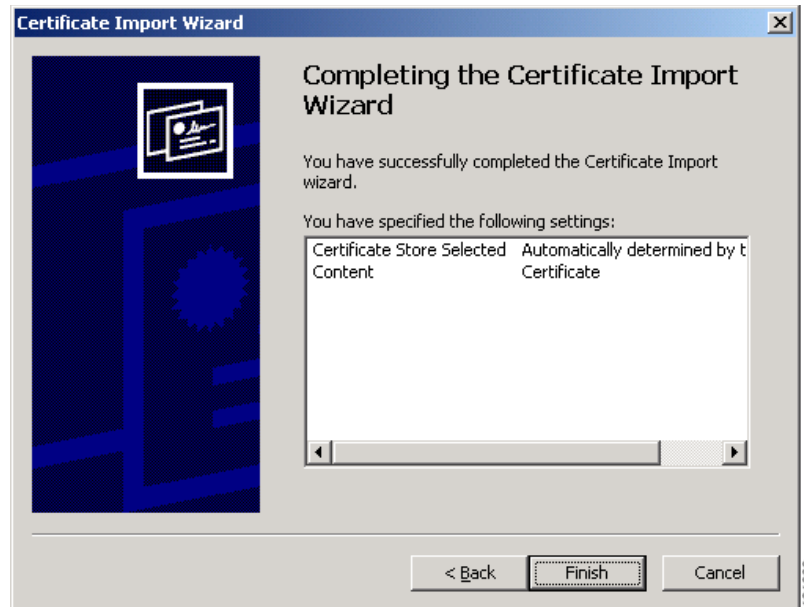 Certificate Import Wizard
Completing the Certificate Import
Wizard
You have successfully completed the Certificate Import
wizard.
You have specified the following settings:
Certificate Store Selected Automatically determined by t
Content Certificate
< Back Finish Cancel